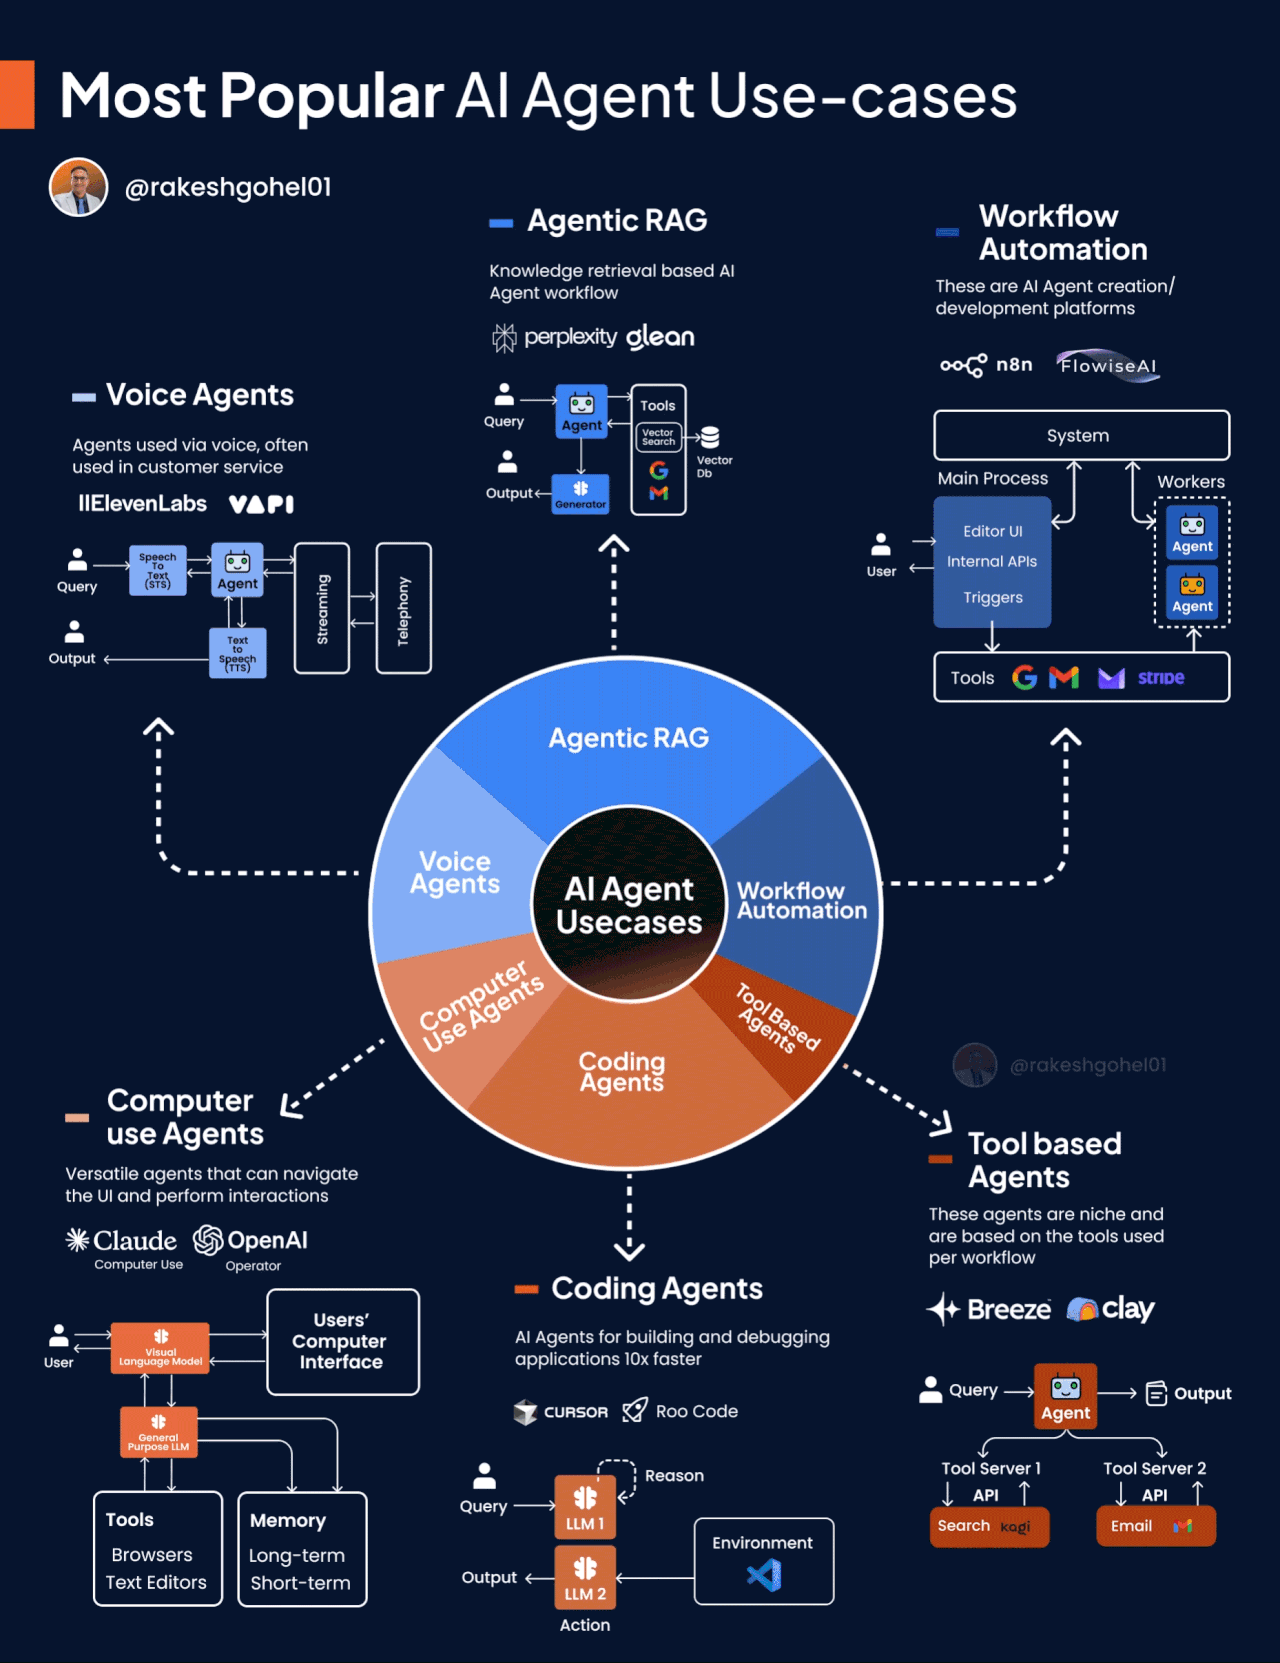 Most Popular AI Agent Use-cases
@rakeshgohel01
Agentic RAG
Knowledge retrieval based AI
Agent workflow
perplexity glean
Query
Agent
Tools
Vector
Search
Vector
Db
Output
Generator
Workflow
Automation
These are AI Agent creation/
development platforms
n8n FlowiseAI
System
Main Process
Workers
Editor UI
Internal APIs
Triggers
User
Agent
Agent
Tools stripe
Voice Agents
Agents used via voice, often
used in customer service
IIElevenLabs VAPI
Query
Speech
To
Text
(STS)
Agent
Streaming
Telephony
Output
Text
to
Speech
(TTS)
Agentic RAG
Voice
Agents
Workflow
Automation
AI Agent
Usecases
Computer
Use Agents
Coding
Agents
Tool Based
Agents
@rakeshgohel01
Computer
use Agents
Versatile agents that can navigate
the UI and perform interactions
Claude
Computer Use
OpenAI
Operator
User
Visual
Language Model
Users'
Computer
Interface
General
Purpose LLM
Tools
Browsers
Text Editors
Memory
Long-term
Short-term
Coding Agents
AI Agents for building and debugging
applications 10x faster
CURSOR Roo Code
Query
LLM 1
Reason
Output
LLM 2
Action
Environment
Tool based
Agents
These agents are niche and
are based on the tools used
per workflow
Breeze clay
Query
Agent
Output
Tool Server 1
API
Search kagi
Tool Server 2
API
Email